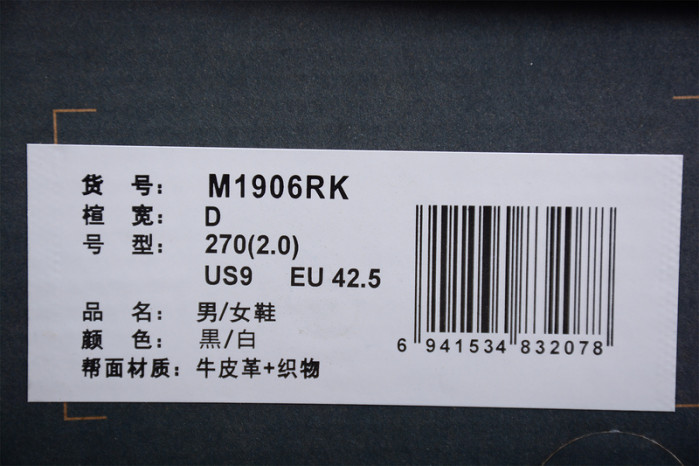 货 号： M1906RK
楦 宽： D
号 型： 270(2.0)
US9 EU 42.5
品 名： 男/女鞋
颜 色： 黑/白
帮面材质：牛皮革+织物
6 941534 832078